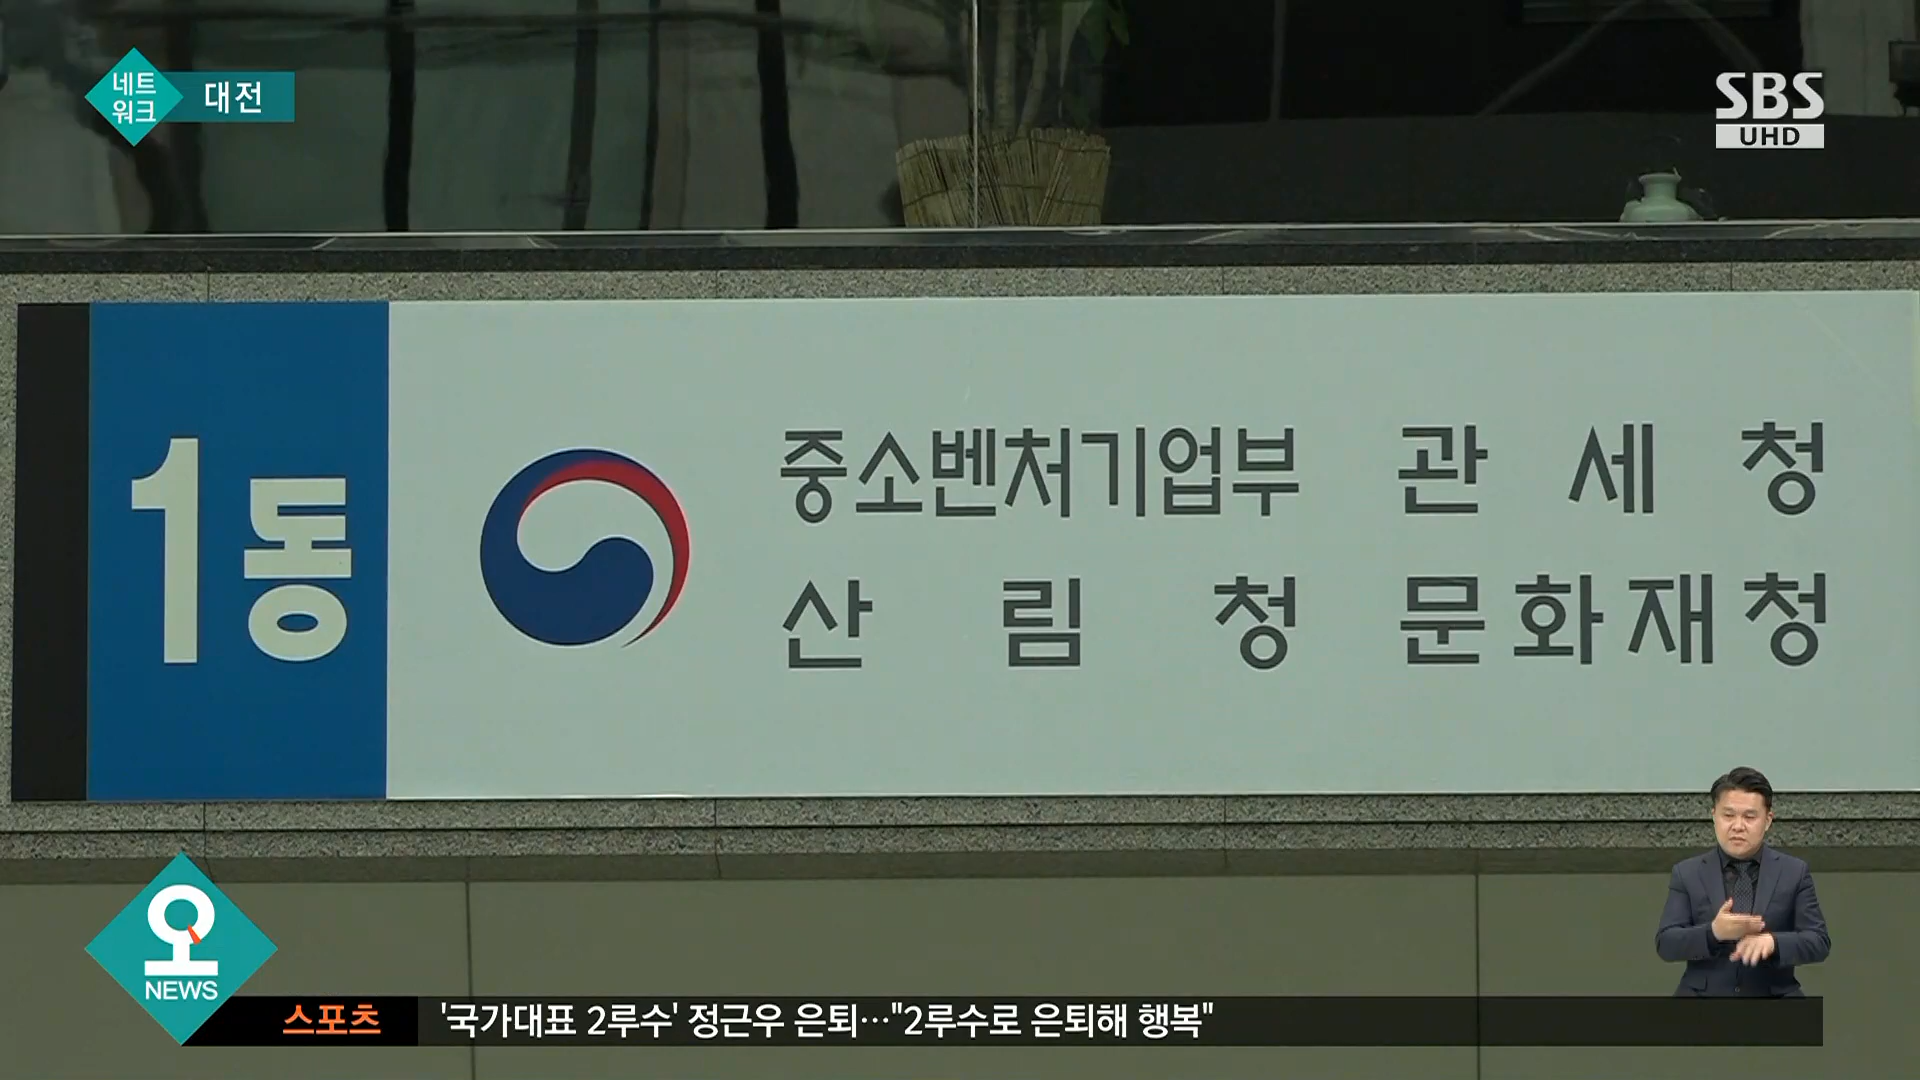 네트
워크
대전
SBS
UHD
1동
중소벤처기업부 관세청
산림청 문화재청
오
NEWS
스포츠 '국가대표 2루수' 정근우 은퇴…"2루수로 은퇴해 행복"